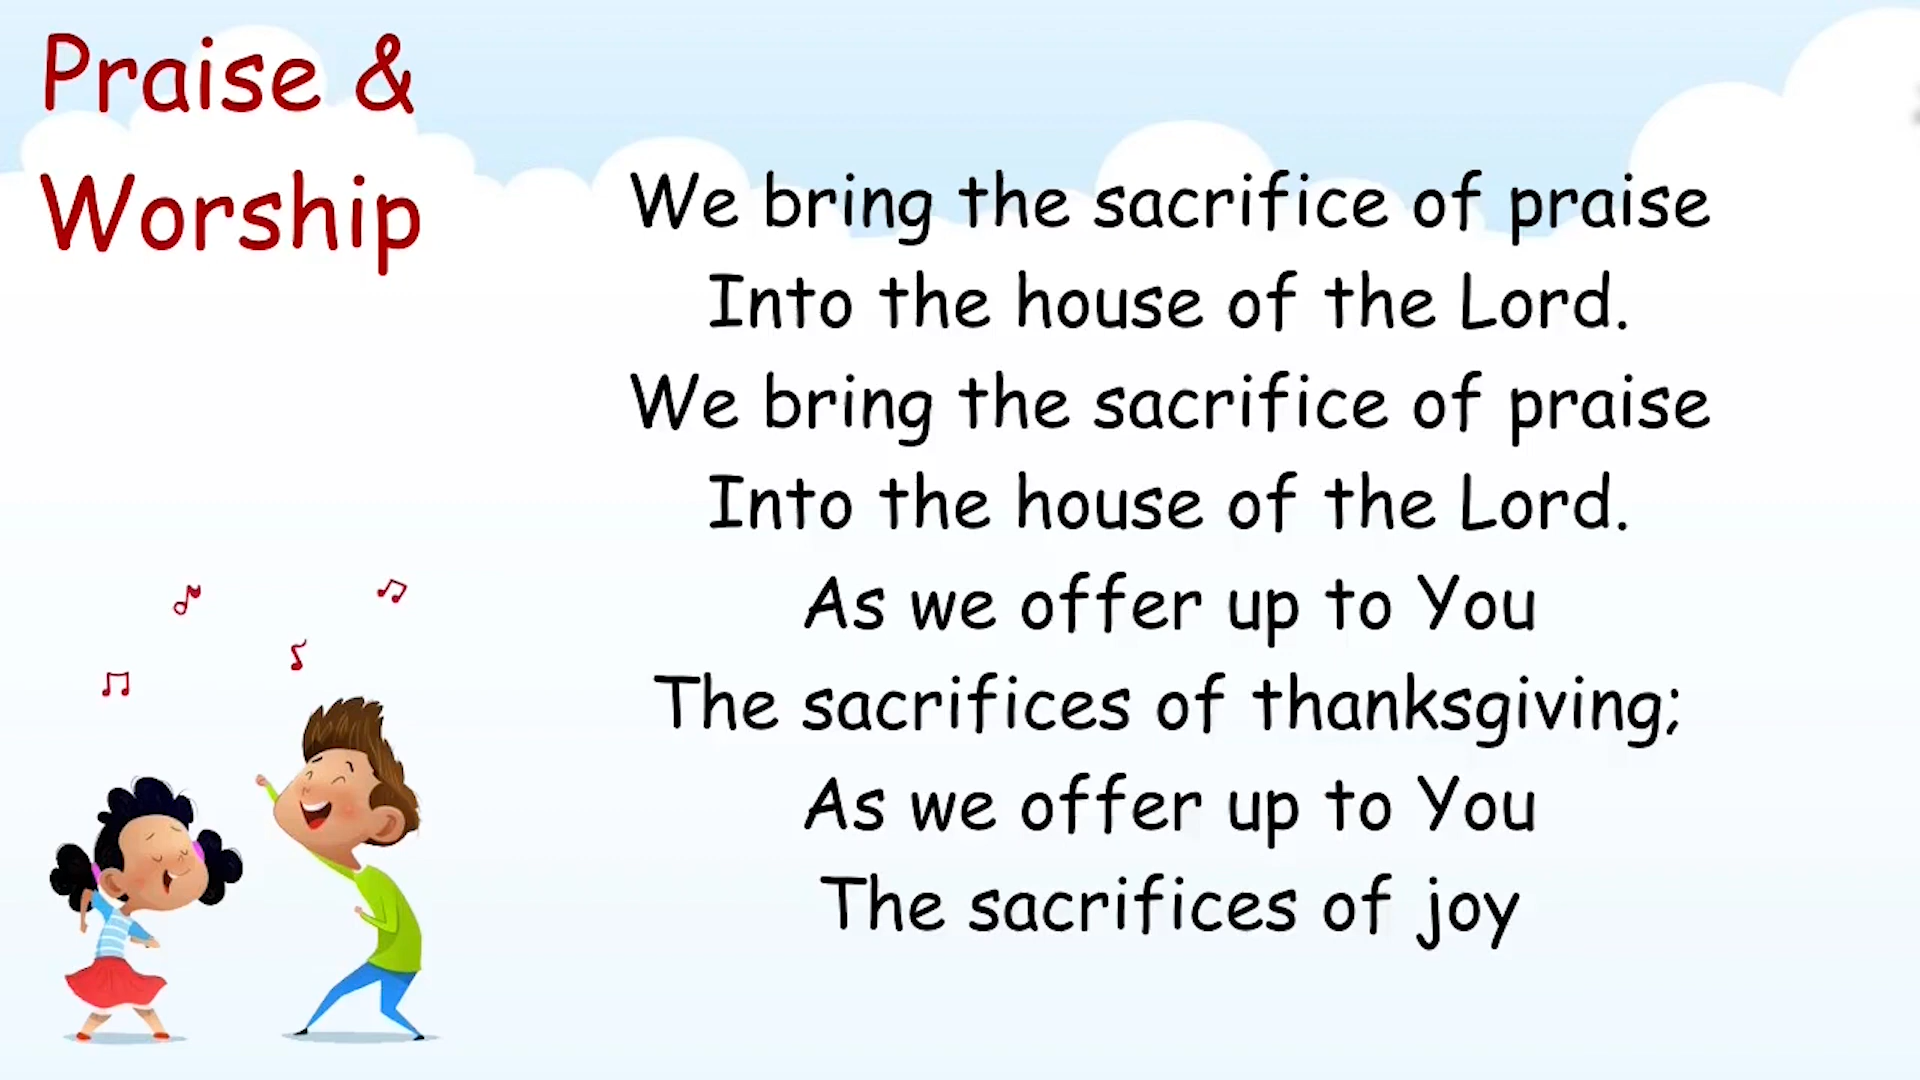 Praise &
Worship
We bring the sacrifice of praise
Into the house of the Lord.
We bring the sacrifice of praise
Into the house of the Lord.
As we offer up to You
The sacrifices of thanksgiving;
As we offer up to You
The sacrifices of joy